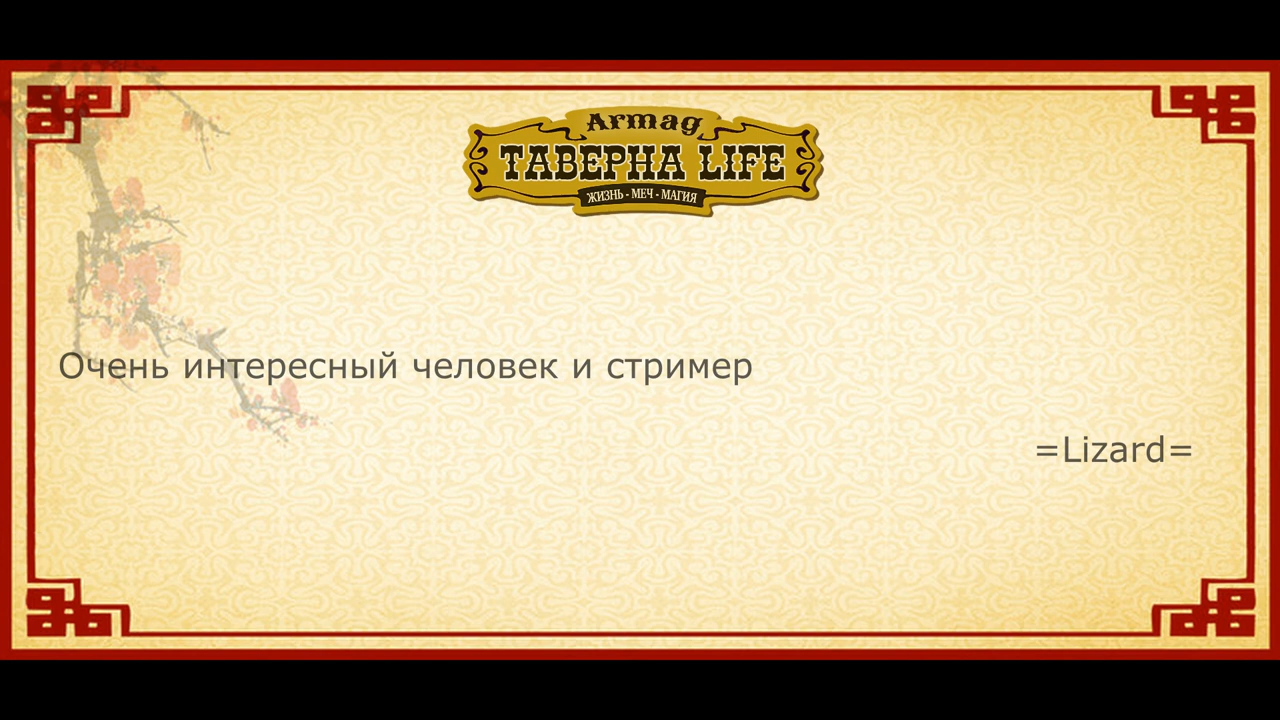 Armag
ТАВЕРНА LIFE
ЖИЗНЬ - МЕЧ - МАГИЯ
Очень интересный человек и стример
=Lizard=